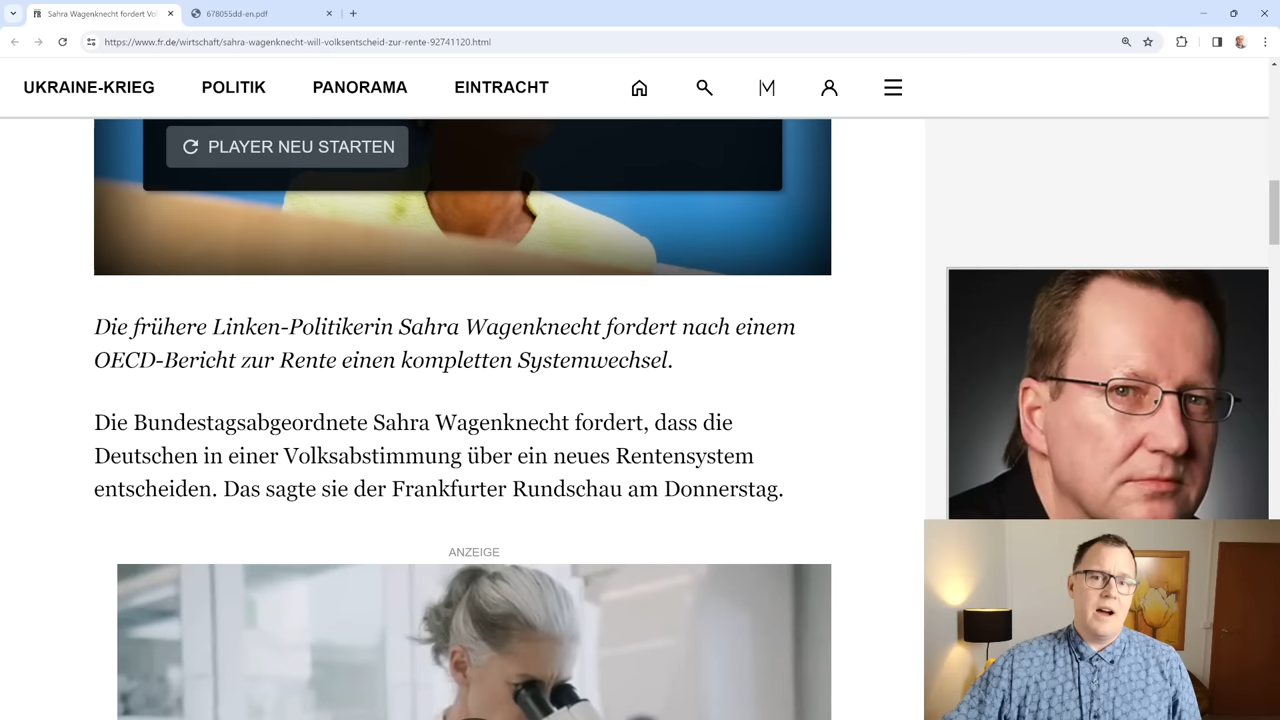 Sahra Wagenknecht fordert Vol
678055dd-en.pdf
https://www.fr.de/wirtschaft/sahra-wagenknecht-will-volksentscheid-zur-rente-92741120.html
UKRAINE-KRIEG POLITIK PANORAMA EINTRACHT
PLAYER NEU STARTEN
Die frühere Linken-Politikerin Sahra Wagenknecht fordert nach einem
OECD-Bericht zur Rente einen kompletten Systemwechsel.
Die Bundestagsabgeordnete Sahra Wagenknecht fordert, dass die
Deutschen in einer Volksabstimmung über ein neues Rentensystem
entscheiden. Das sagte sie der Frankfurter Rundschau am Donnerstag.
ANZEIGE